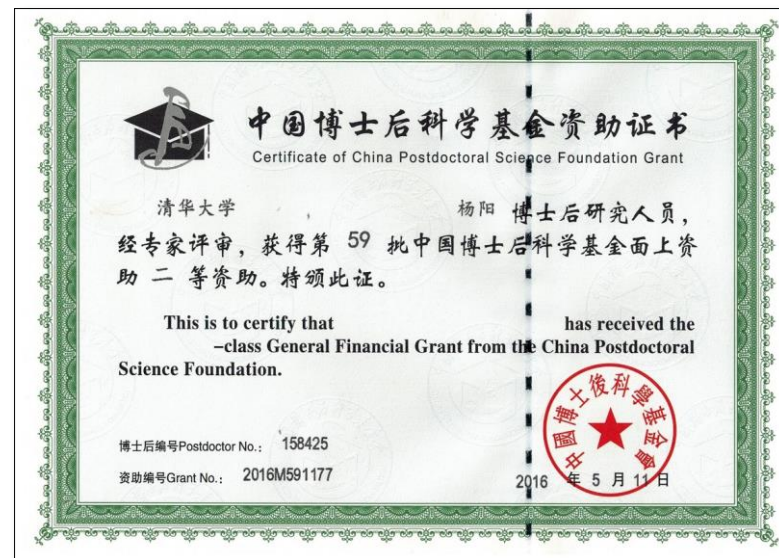 中国博士后科学基金资助证书
Certificate of China Postdoctoral Science Foundation Grant
清华大学 杨阳 博士后研究人员，
经专家评审，获得第 59 批中国博士后科学基金面上资
助 二 等资助。特颁此证。
This is to certify that has received the
–class General Financial Grant from the China Postdoctoral
Science Foundation.
博士后编号Postdoctor No.： 158425
资助编号Grant No.： 2016M591177
2016 年 5 月 11 日
中國博士後科學基金會